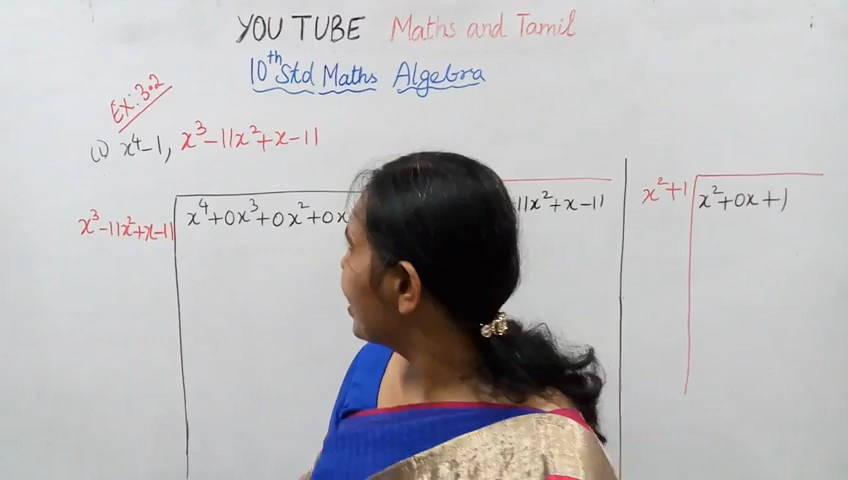 YOU TUBE Maths and Tamil
10th Std Maths Algebra
Ex: 3.2
(i) x⁴-1, x³-11x²+x-11
x³-11x²+x-11 x⁴+0x³+0x²+0x
11x²+x-11
x²+1 x²+0x+1